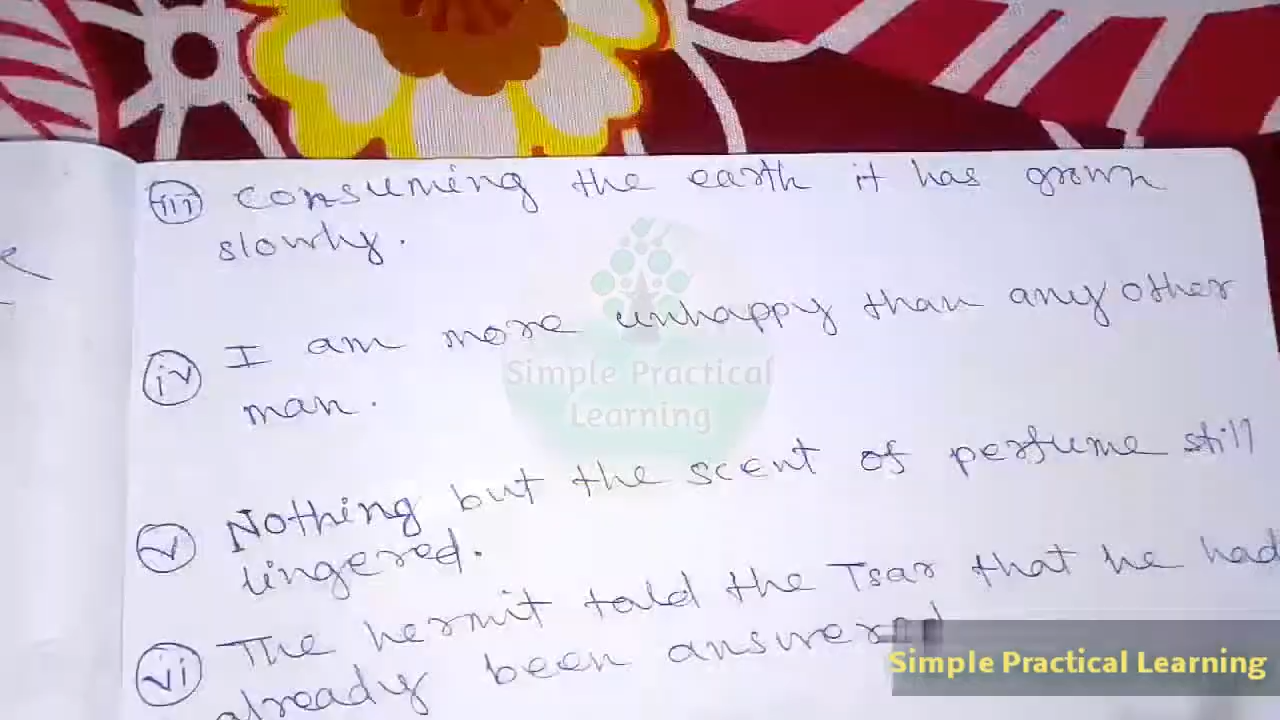 iii consuming the earth it has grown
slowly.
iv I am more unhappy than any other
man.
Simple Practical
Learning
v Nothing but the scent of perfume still
lingered.
vi The hermit told the Tsar that he had
already been answered
Simple Practical Learning